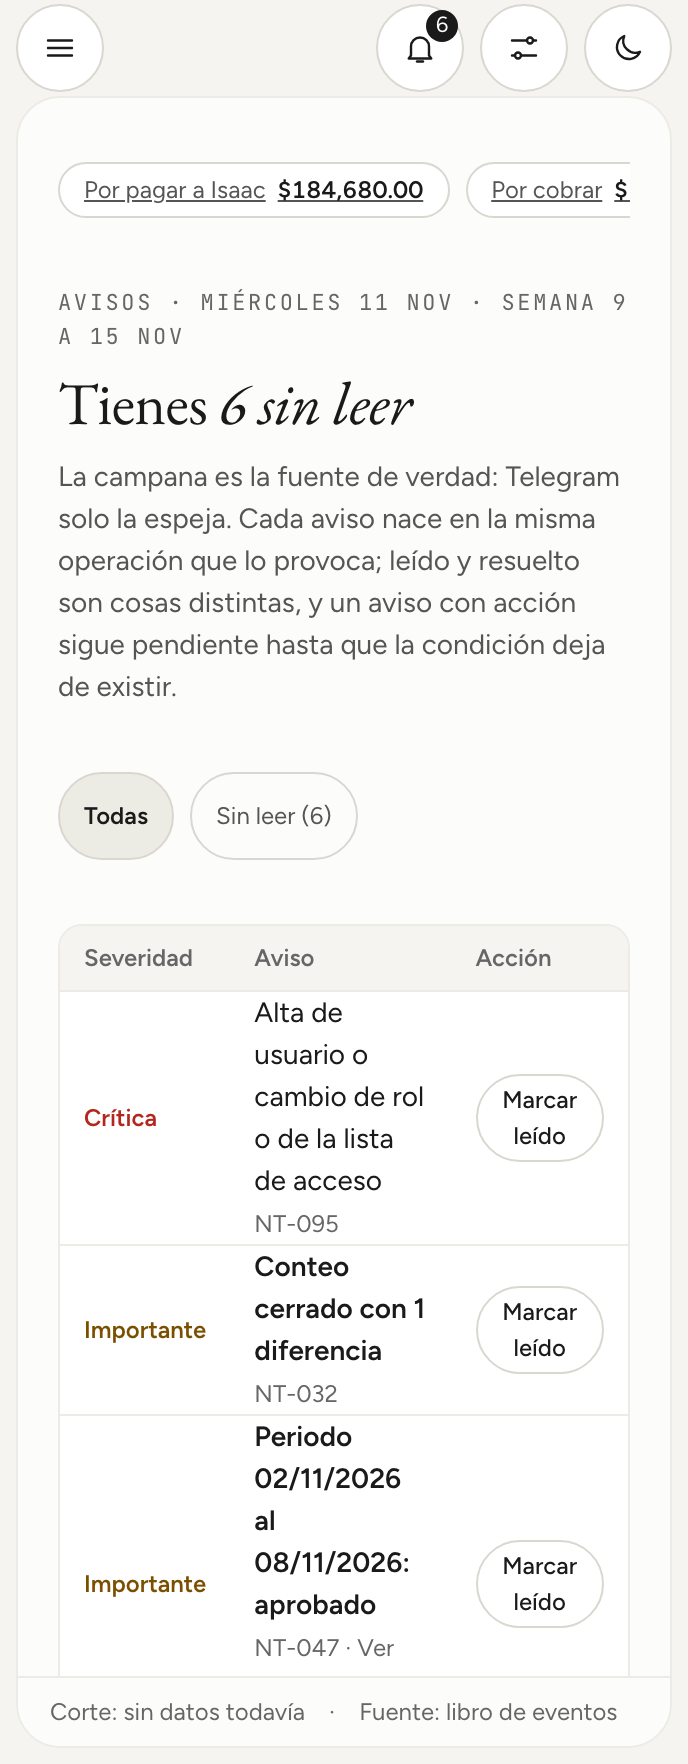 6
Por pagar a Isaac $184,680.00 Por cobrar $
AVISOS · MIÉRCOLES 11 NOV · SEMANA 9
A 15 NOV
Tienes 6 sin leer
La campana es la fuente de verdad: Telegram
solo la espeja. Cada aviso nace en la misma
operación que lo provoca; leído y resuelto
son cosas distintas, y un aviso con acción
sigue pendiente hasta que la condición deja
de existir.
Todas Sin leer (6)
Severidad Aviso Acción
Crítica
Alta de
usuario o
cambio de rol
o de la lista
de acceso
NT-095
Marcar
leído
Importante
Conteo
cerrado con 1
diferencia
NT-032
Marcar
leído
Importante
Periodo
02/11/2026
al
08/11/2026:
aprobado
NT-047 · Ver
Marcar
leído
Corte: sin datos todavía · Fuente: libro de eventos